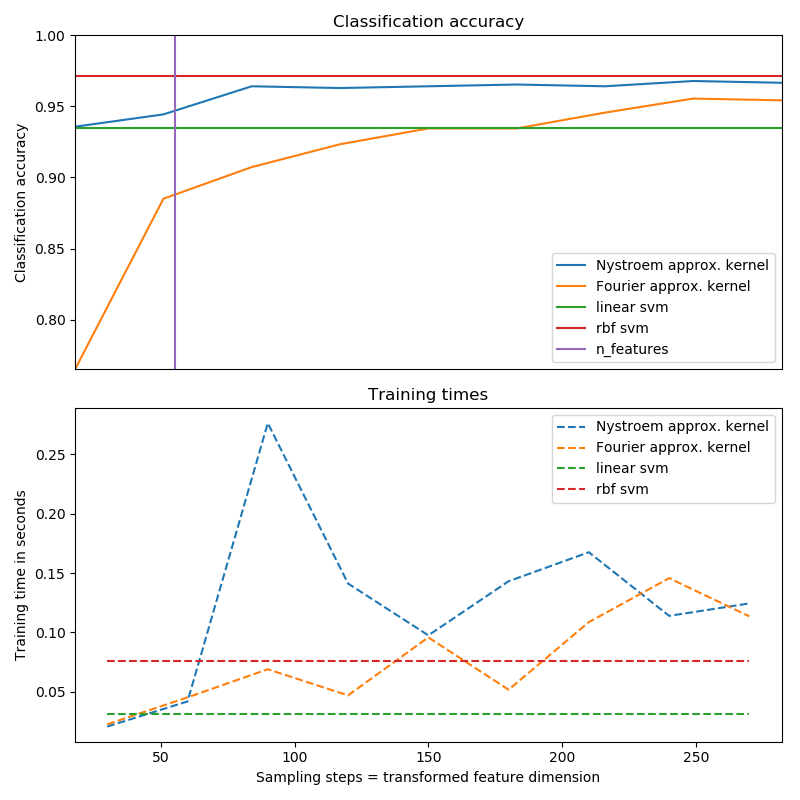 Classification accuracy
Classification accuracy
1.00
0.95
0.90
0.85
0.80
Nystroem approx. kernel
Fourier approx. kernel
linear svm
rbf svm
n_features
Training times
Training time in seconds
0.25
0.20
0.15
0.10
0.05
Nystroem approx. kernel
Fourier approx. kernel
linear svm
rbf svm
50 100 150 200 250
Sampling steps = transformed feature dimension